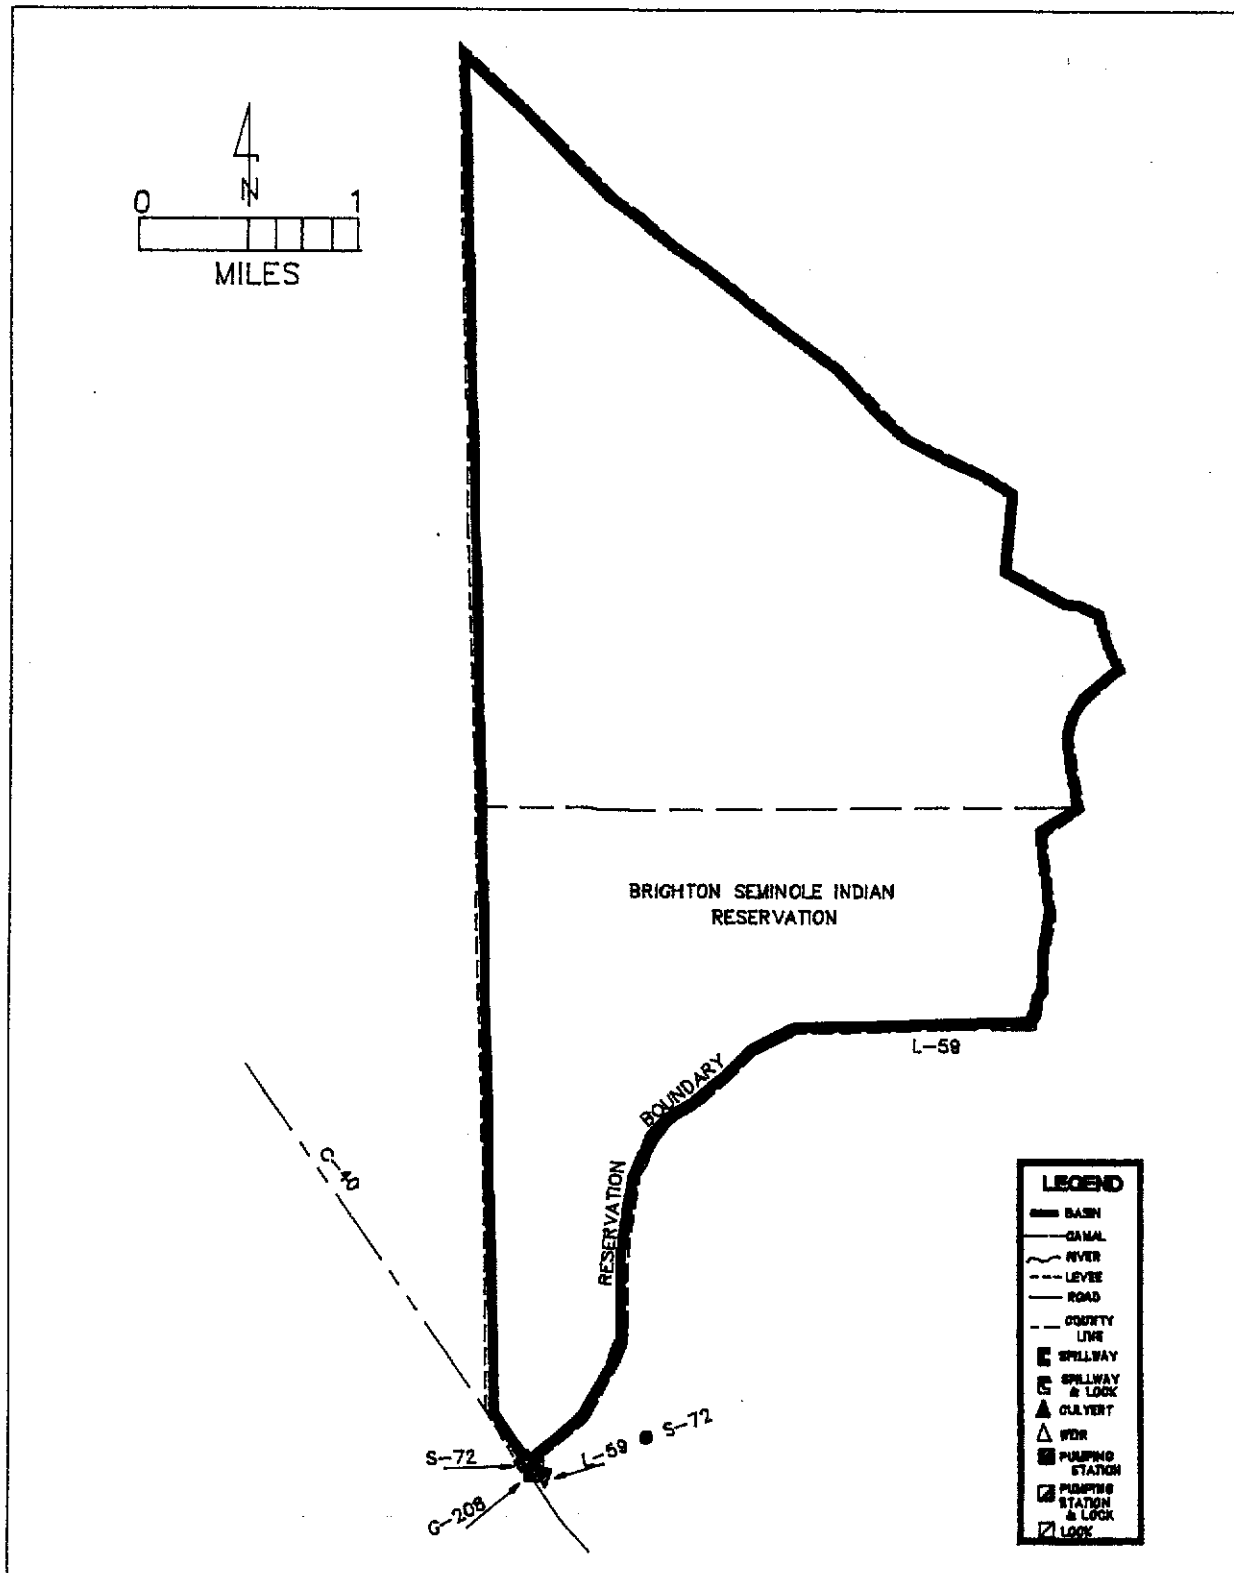 N
0 1
MILES
BRIGHTON SEMINOLE INDIAN
RESERVATION
L-59
BOUNDARY
RESERVATION
C-40
S-72
G-208
L-59 ● S-72
LEGEND
BASIN
CANAL
RIVER
LEVEE
ROAD
COUNTY
LINE
SPILLWAY
SPILLWAY
& LOCK
CULVERT
WEIR
PUMPING
STATION
PUMPING
STATION
& LOCK
LOCK